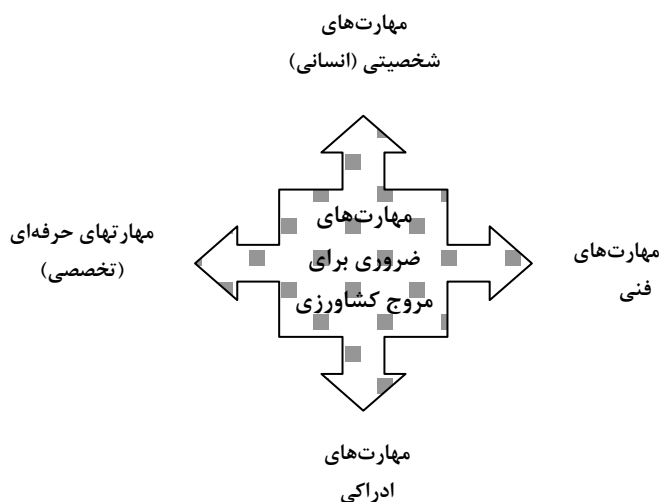 مهارت‌های
شخصیتی (انسانی)
مهارت‌های
فنی
مهارت‌های
ضروری برای
مروج کشاورزی
مهارتهای حرفه‌ای
(تخصصی)
مهارت‌های
ادراکی